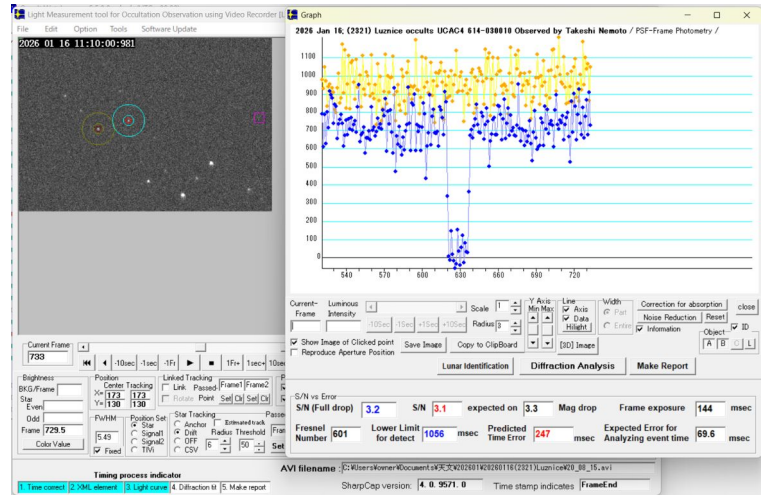 Light Measurement tool for Occultation Observation using Video Recorder [L
File Edit Option Tools Software Update
2026 01 16 11:10:00:981
Graph
2026 Jan 16; (2321) Luznice occults UCAC4 614-030010 Observed by Takeshi Nemoto / PSF-Frame Photometry /
1100
1000
900
800
700
600
500
400
300
200
100
0
540 570 600 630 660 690 720
Current-Frame
Luminous Intensity
Scale 1
Y Axis
Min Max
Line
Axis
Data
Hilight
Width
Part
Entire
Correction for absorption
close
Noise Reduction
Reset
Information
Object
ID
A B C L
-10Sec -1Sec +1Sec +10Sec
Radius 3
Show Image of Clicked point
Reproduce Aperture Position
Save Image
Copy to ClipBoard
[3D] Image
Lunar Identification
Diffraction Analysis
Make Report
S/N vs Error
S/N (Full drop) 3.2
S/N 3.1 expected on 3.3 Mag drop
Frame exposure 144 msec
Fresnel Number 601
Lower Limit for detect 1056 msec
Predicted Time Error 247 msec
Expected Error for Analyzing event time 69.6 msec
Current Frame
733
-10sec -1sec -1Fr 1Fr+ 1sec+ 10sec
Brightness
BKG/Frame
Star
Even
Odd
Frame 729.5
Color Value
Position
Center Tracking
X= 173 173
Y= 130 130
FWHM
5.49
Fixed
Linked Tracking
Link Passed- Frame1 Frame2
Rotate Point Set Clr Set Clr
Position Set
Star
Signal1
Signal2
TIVi
Star Tracking
Anchor
Drift
OFF
CSV
Estimated track
Radius Threshold
6 50
Passe
Fram
Set
Timing process indicator
1. Time correct 2. XML element 3. Light curve 4. Diffraction fit 5. Make report
AVI filename : C:¥Users¥owner¥Documents¥天文¥202601¥20260116(2321)Luznice¥20_08_15.avi
SharpCap version: 4. 0. 9571. 0
Time stamp indicates FrameEnd